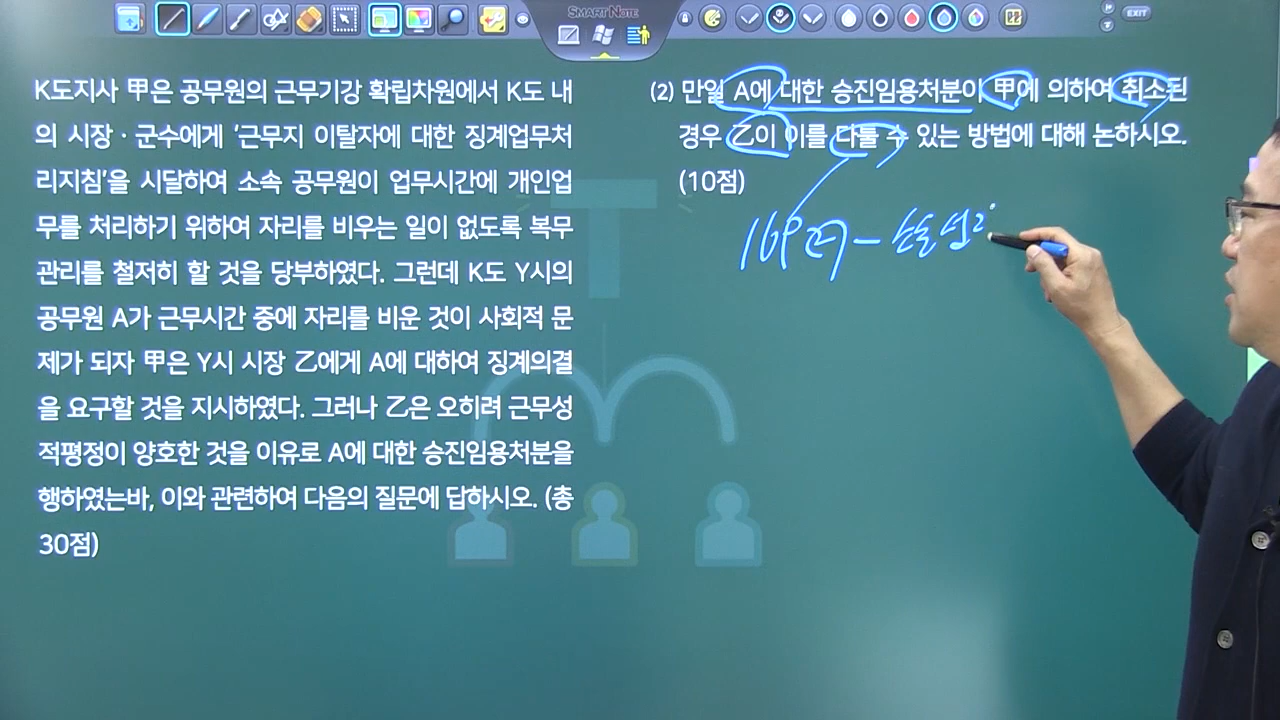 SMART NOTE
EXIT
K도지사 甲은 공무원의 근무기강 확립차원에서 K도 내
의 시장 · 군수에게 '근무지 이탈자에 대한 징계업무처
리지침'을 시달하여 소속 공무원이 업무시간에 개인업
무를 처리하기 위하여 자리를 비우는 일이 없도록 복무
관리를 철저히 할 것을 당부하였다. 그런데 K도 Y시의
공무원 A가 근무시간 중에 자리를 비운 것이 사회적 문
제가 되자 甲은 Y시 시장 乙에게 A에 대하여 징계의결
을 요구할 것을 지시하였다. 그러나 乙은 오히려 근무성
적평정이 양호한 것을 이유로 A에 대한 승진임용처분을
행하였는바, 이와 관련하여 다음의 질문에 답하시오. (총
30점)
(2) 만일 A에 대한 승진임용처분이 甲에 의하여 취소된
경우 乙이 이를 다툴 수 있는 방법에 대해 논하시오.
(10점)
169②